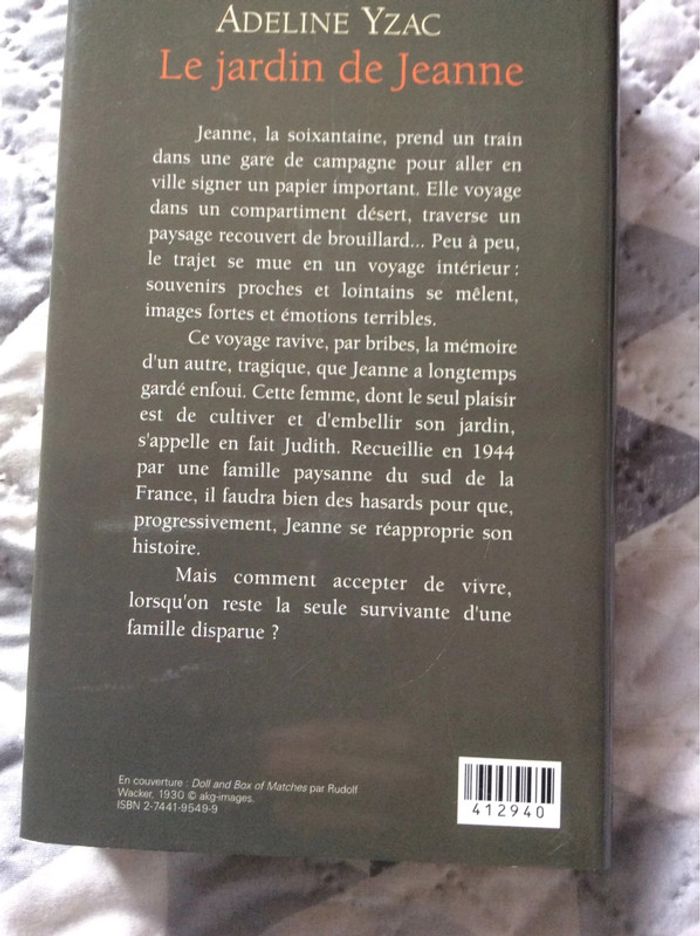 ADELINE YZAC
Le jardin de Jeanne
Jeanne, la soixantaine, prend un train
dans une gare de campagne pour aller en
ville signer un papier important. Elle voyage
dans un compartiment désert, traverse un
paysage recouvert de brouillard... Peu à peu,
le trajet se mue en un voyage intérieur :
souvenirs proches et lointains se mêlent,
images fortes et émotions terribles.
Ce voyage ravive, par bribes, la mémoire
d'un autre, tragique, que Jeanne a longtemps
gardé enfoui. Cette femme, dont le seul plaisir
est de cultiver et d'embellir son jardin,
s'appelle en fait Judith. Recueillie en 1944
par une famille paysanne du sud de la
France, il faudra bien des hasards pour que,
progressivement, Jeanne se réapproprie son
histoire.
Mais comment accepter de vivre,
lorsqu'on reste la seule survivante d'une
famille disparue ?
En couverture : Doll and Box of Matches par Rudolf
Wacker, 1930 © akg-images.
ISBN 2-7441-9549-9
412940